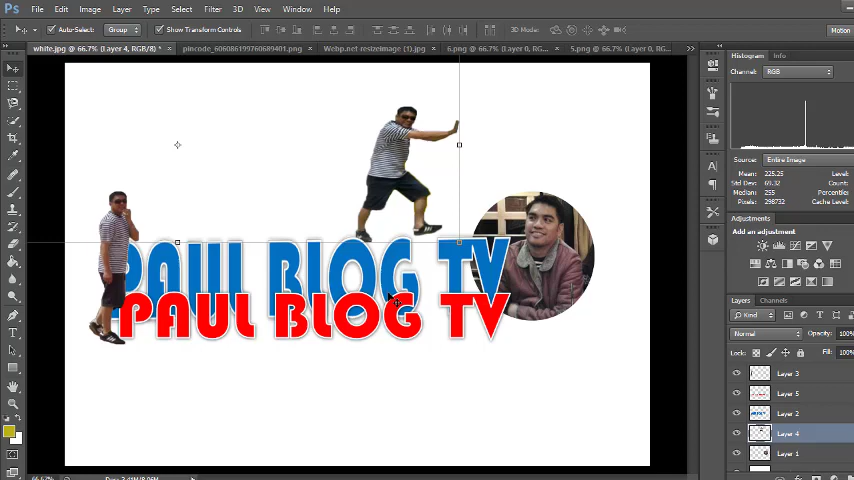 Ps File Edit Image Layer Type Select Filter 3D View Window Help
Auto-Select: Group Show Transform Controls 3D Mode: Motion
white.jpg @ 66.7% (Layer 4, RGB/8) * × pincode_606086199760689401.png × Webp.net-resizeimage (1).jpg × 6.png @ 66.7% (Layer 0, RG... × 5.png @ 66.7% (Layer 0, RG...
Histogram Info
Channel: RGB
Source: Entire Image
Mean: 225.25 Level:
Std Dev: 69.32 Count:
Median: 255 Percentile:
Pixels: 298732 Cache Level:
Adjustments
Add an adjustment
PAUL BLOG TV
PAUL BLOG TV
Layers Channels
Kind
Normal Opacity: 100%
Lock: Fill: 100%
Layer 3
Layer 5
Layer 2
Layer 4
Layer 1